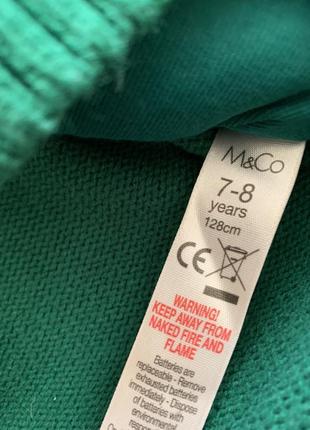 M&Co
7-8
years
128cm
CE
WARNING!
KEEP AWAY FROM
NAKED FIRE AND
FLAME
Batteries are
replaceable - Remove
exhausted batteries
immediately - Dispose
of batteries with
environment